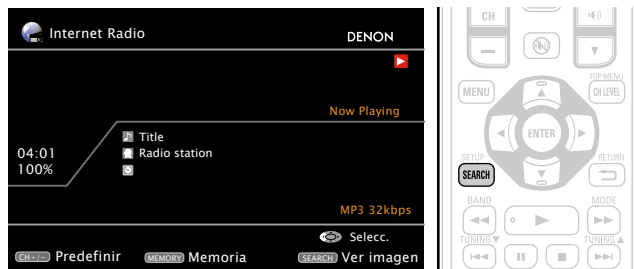 Internet Radio
DENON
Now Playing
Title
04:01
Radio station
100%
MP3 32kbps
Selecc.
CH +/- Predefinir
MEMORY Memoria
SEARCH Ver imagen
CH
TOP MENU
MENU
CH LEVEL
ENTER
SETUP
RETURN
SEARCH
BAND
MODE
TUNING
TUNING